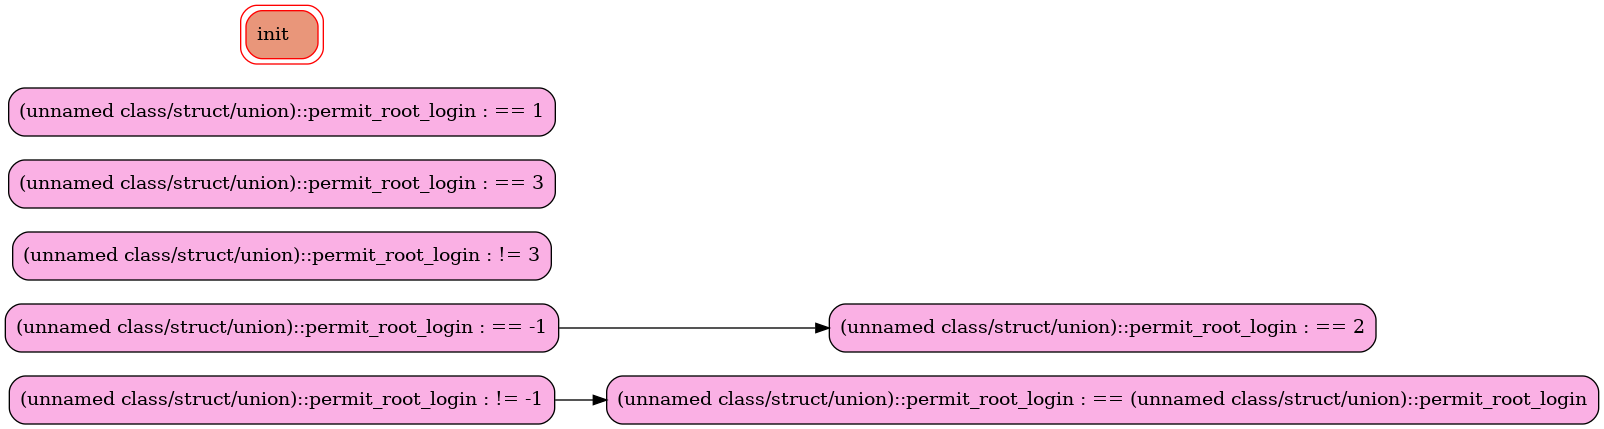 init
(unnamed class/struct/union)::permit_root_login : == 1
(unnamed class/struct/union)::permit_root_login : == 3
(unnamed class/struct/union)::permit_root_login : != 3
(unnamed class/struct/union)::permit_root_login : == -1
(unnamed class/struct/union)::permit_root_login : == 2
(unnamed class/struct/union)::permit_root_login : != -1
(unnamed class/struct/union)::permit_root_login : == (unnamed class/struct/union)::permit_root_login